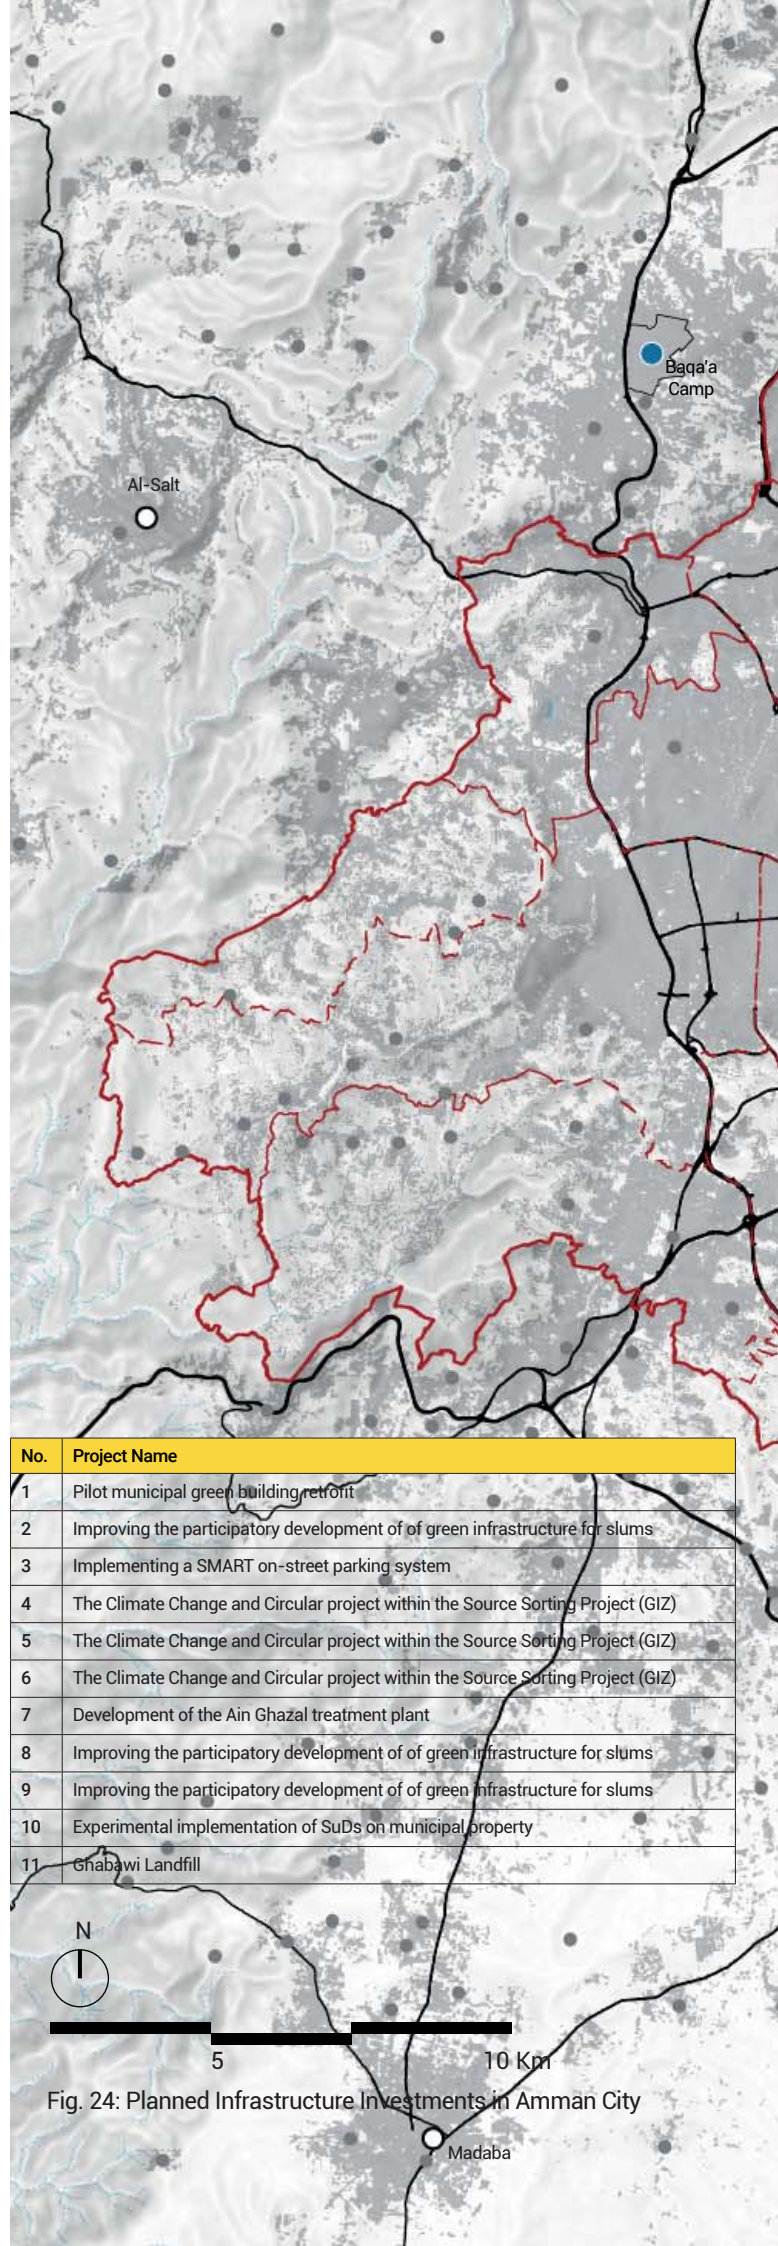 Baqa'a
Camp
Al-Salt
No. Project Name
1 Pilot municipal green building retrofit
2 Improving the participatory development of of green infrastructure for slums
3 Implementing a SMART on-street parking system
4 The Climate Change and Circular project within the Source Sorting Project (GIZ)
5 The Climate Change and Circular project within the Source Sorting Project (GIZ)
6 The Climate Change and Circular project within the Source Sorting Project (GIZ)
7 Development of the Ain Ghazal treatment plant
8 Improving the participatory development of of green infrastructure for slums
9 Improving the participatory development of of green infrastructure for slums
10 Experimental implementation of SuDs on municipal property
11 Ghabawi Landfill
N
5 10 Km
Fig. 24: Planned Infrastructure Investments in Amman City
Madaba